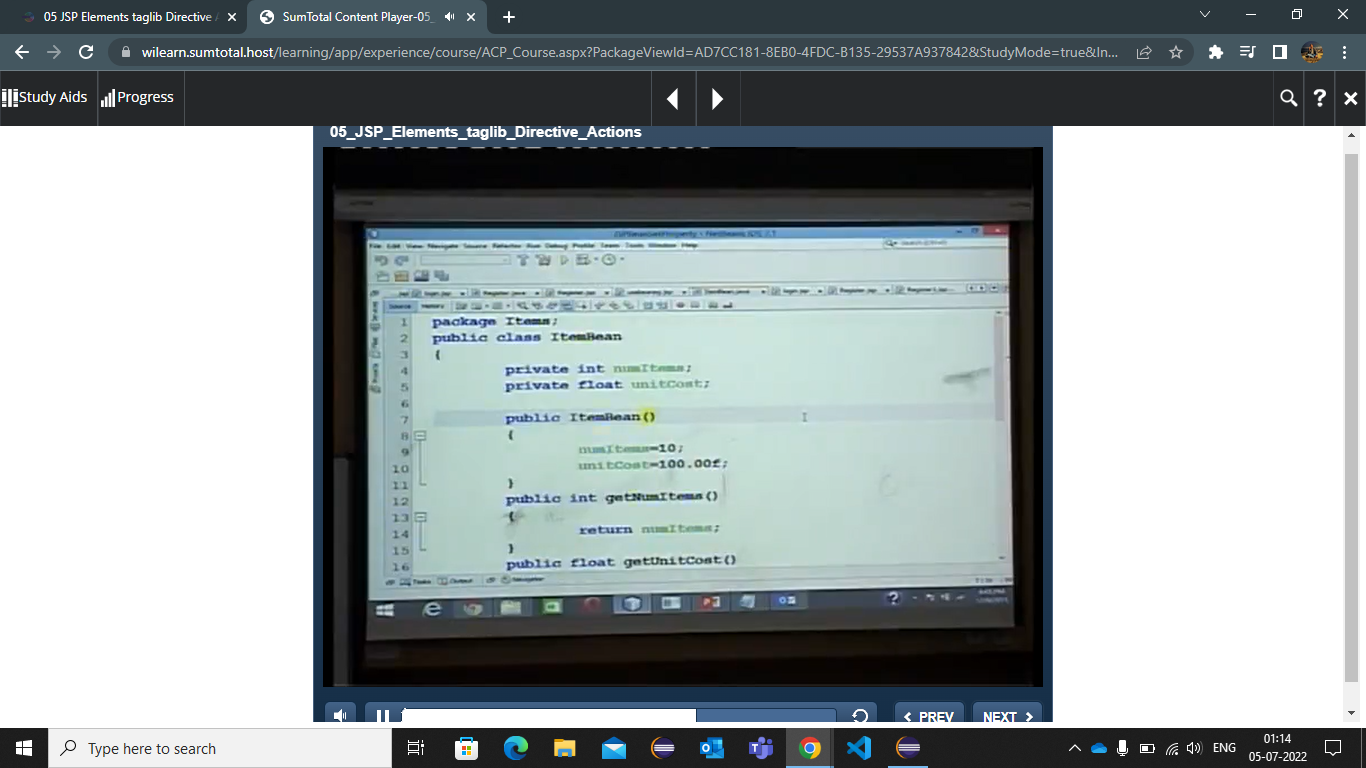 05 JSP Elements taglib Directive A
SumTotal Content Player-05_
wilearn.sumtotal.host/learning/app/experience/course/ACP_Course.aspx?PackageViewId=AD7CC181-8EB0-4FDC-B135-29537A937842&StudyMode=true&In...
Study Aids
Progress
05_JSP_Elements_taglib_Directive_Actions
File Edit View Navigate Source Refactor Run Debug Profile Team Tools Window Help
Source History
1 package Items;
2 public class ItemBean
3 {
4 private int numItems;
5 private float unitCost;
6
7 public ItemBean()
8 {
9 numItems=10;
10 unitCost=100.00f;
11 }
12 public int getNumItems()
13 {
14 return numItems;
15 }
16 public float getUnitCost()
PREV
NEXT
Type here to search
ENG
01:14
05-07-2022